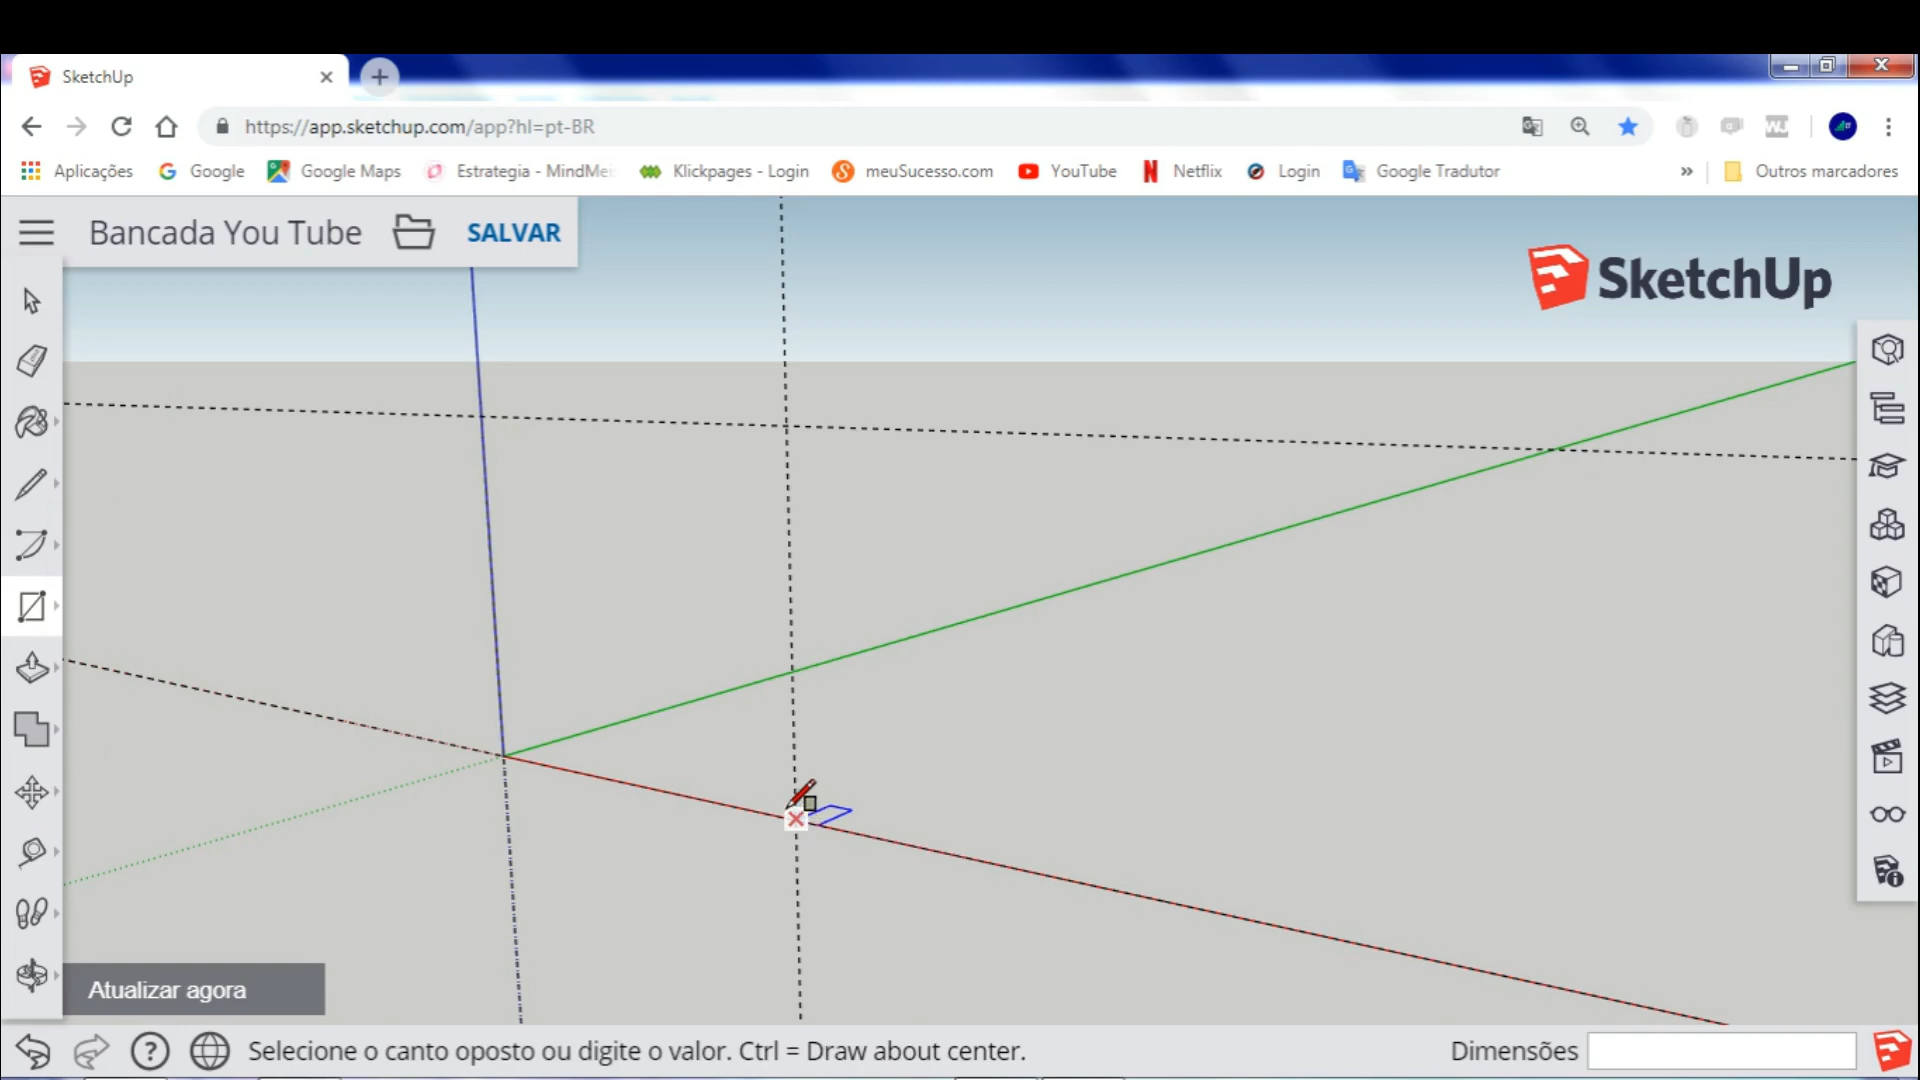 SketchUp
https://app.sketchup.com/app?hl=pt-BR
Aplicações Google Google Maps Estrategia - MindMei Klickpages - Login meuSucesso.com YouTube Netflix Login Google Tradutor » Outros marcadores
Bancada You Tube SALVAR
SketchUp
Atualizar agora
Selecione o canto oposto ou digite o valor. Ctrl = Draw about center. Dimensões